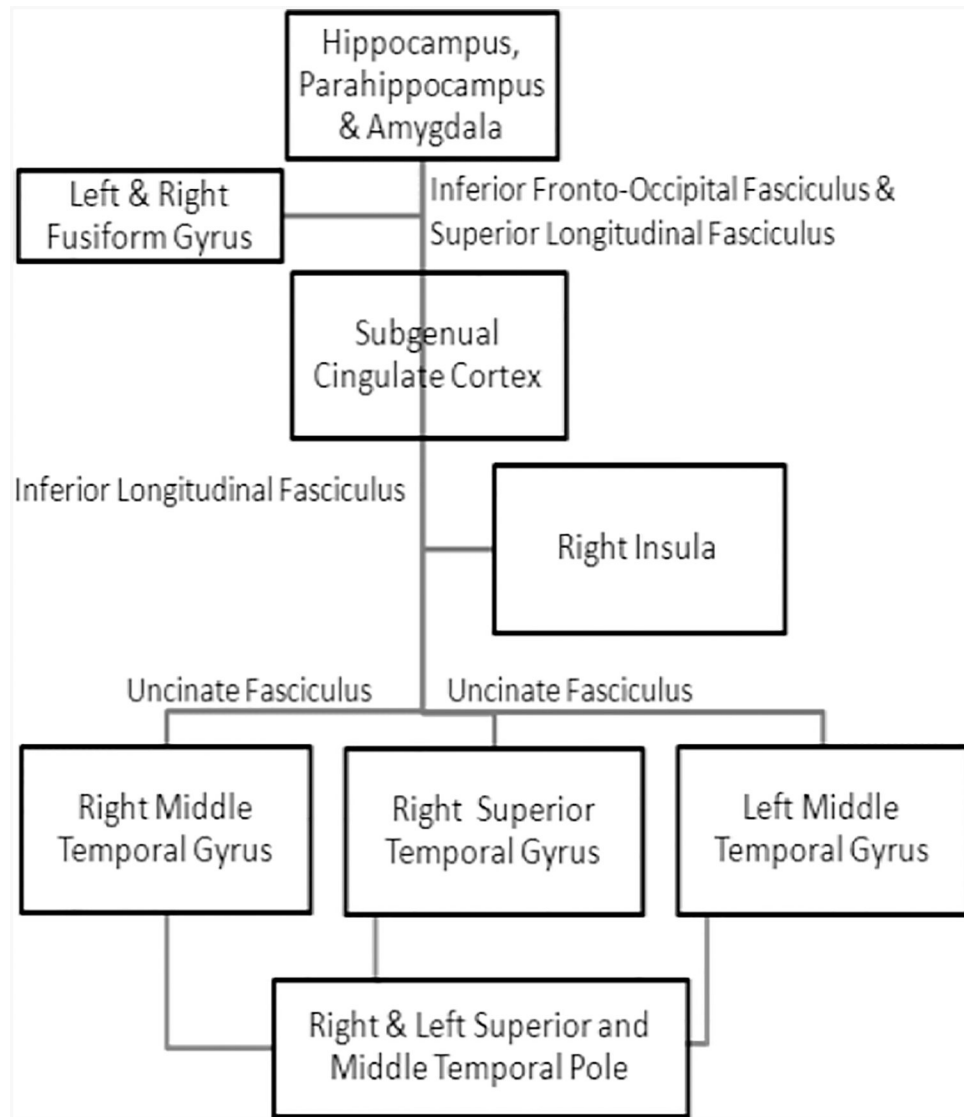 Hippocampus,
Parahippocampus
& Amygdala
Left & Right
Fusiform Gyrus
Inferior Fronto-Occipital Fasciculus &
Superior Longitudinal Fasciculus
Subgenual
Cingulate Cortex
Inferior Longitudinal Fasciculus
Right Insula
Uncinate Fasciculus
Uncinate Fasciculus
Right Middle
Temporal Gyrus
Right Superior
Temporal Gyrus
Left Middle
Temporal Gyrus
Right & Left Superior and
Middle Temporal Pole